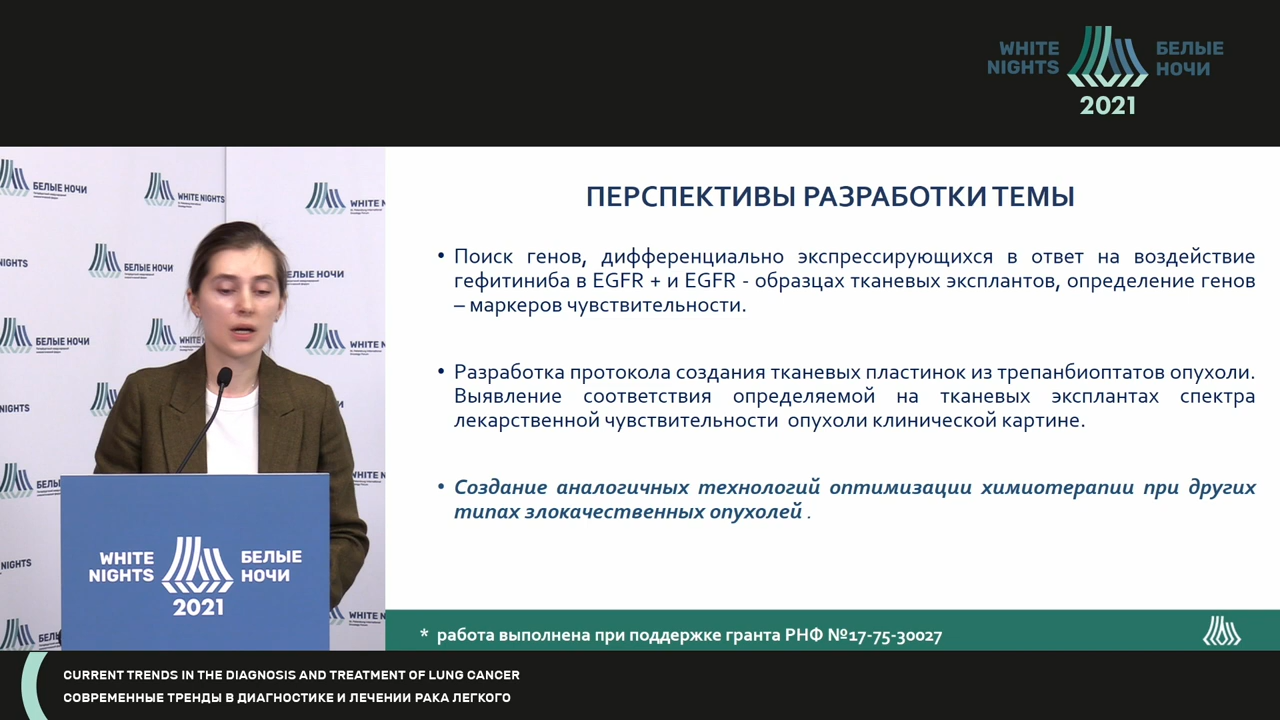 WHITE
NIGHTS
БЕЛЫЕ
НОЧИ
2021
ПЕРСПЕКТИВЫ РАЗРАБОТКИ ТЕМЫ
• Поиск генов, дифференциально экспрессирующихся в ответ на воздействие
гефитиниба в EGFR + и EGFR - образцах тканевых эксплантов, определение генов
– маркеров чувствительности.
• Разработка протокола создания тканевых пластинок из трепанбиоптатов опухоли.
Выявление соответствия определяемой на тканевых эксплантах спектра
лекарственной чувствительности опухоли клинической картине.
• Создание аналогичных технологий оптимизации химиотерапии при других
типах злокачественных опухолей .
* работа выполнена при поддержке гранта РНФ №17-75-30027
БЕЛЫЕ НОЧИ
WHITE NIGHTS
БЕЛЫЕ НОЧИ
WHITE
NIGHTS
БЕЛЫЕ
НОЧИ
2021
CURRENT TRENDS IN THE DIAGNOSIS AND TREATMENT OF LUNG CANCER
СОВРЕМЕННЫЕ ТРЕНДЫ В ДИАГНОСТИКЕ И ЛЕЧЕНИИ РАКА ЛЕГКОГО